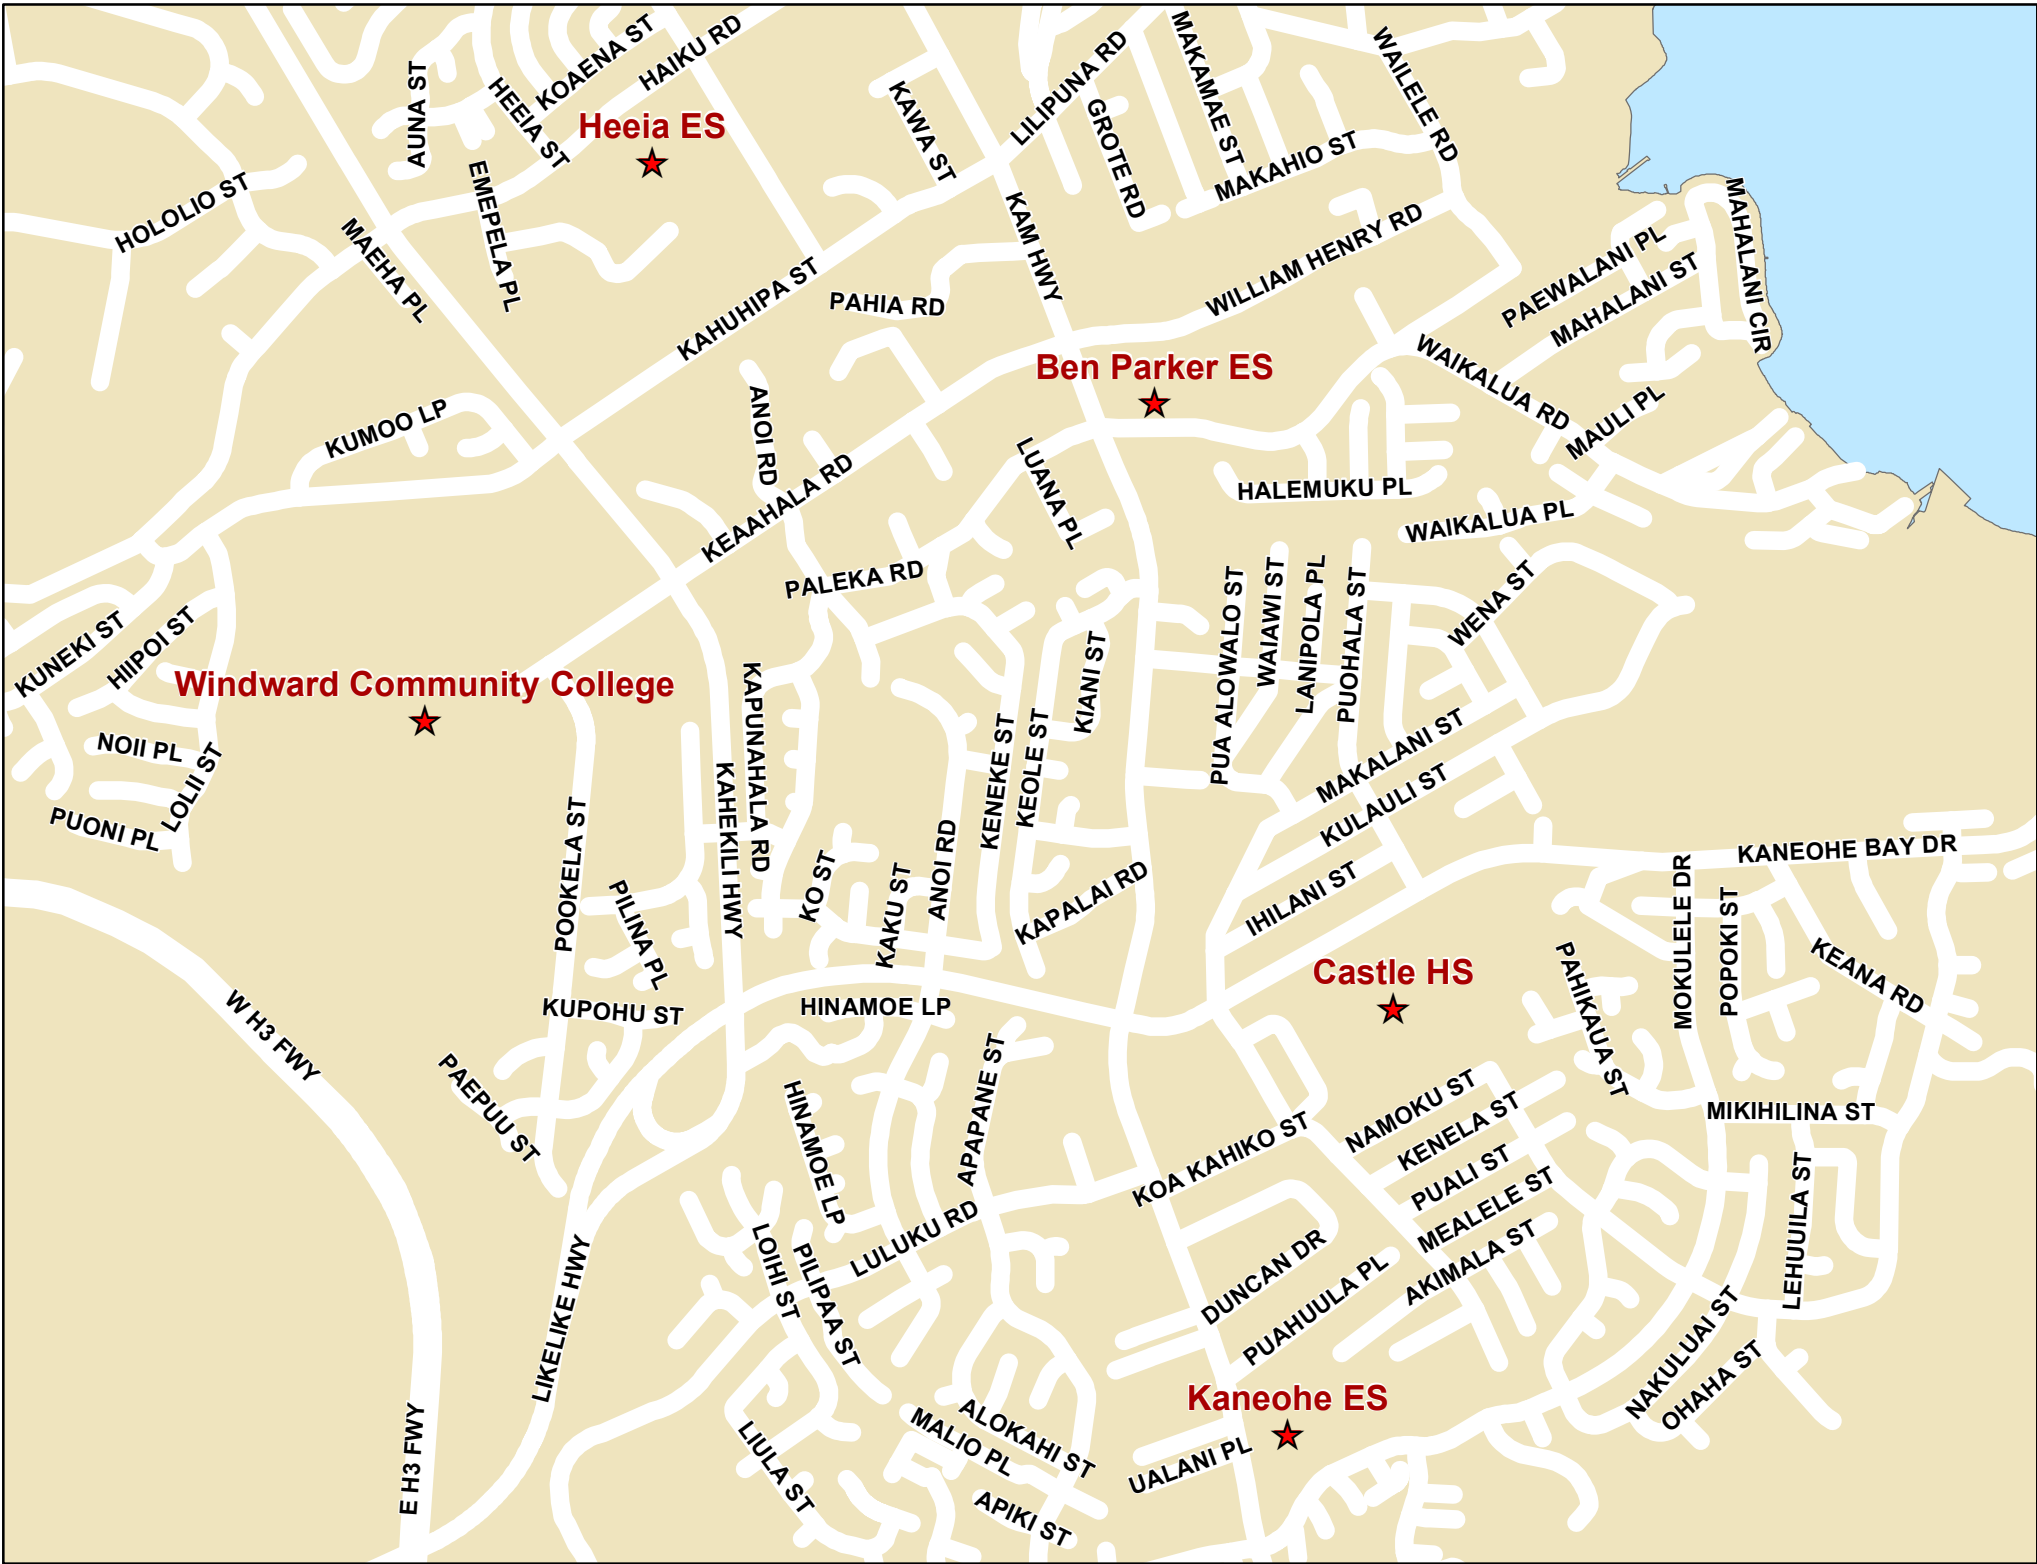 KOAENA ST
HAIKU RD
AUNA ST
HEEIA ST
Heeia ES
EMEPELA PL
HOLOLIO ST
MAEHA PL
KAWA ST
LILIPUNA RD
GROTE RD
MAKAMAE ST
MAKAHIO ST
WAILELE RD
KAM HWY
WILLIAM HENRY RD
PAEWALANI PL
MAHALANI ST
MAHALANI CIR
KAHUHIPA ST
PAHIA RD
Ben Parker ES
WAIKALUA RD
MAULI PL
KUMOO LP
ANOI RD
KEAAHALA RD
LUANA PL
HALEMUKU PL
WAIKALUA PL
PALEKA RD
PUA ALOWALO ST
WAIAWI ST
LANIPOLA PL
PUOHALA ST
WENA ST
KUNEKI ST
HIIPOI ST
Windward Community College
NOII PL
LOLII ST
PUONI PL
KAPUNAHALA RD
KAHEKILI HWY
KIANI ST
KEOLE ST
KENEKE ST
MAKALANI ST
KULAULI ST
POOKELA ST
PILINA PL
KO ST
KAKU ST
ANOI RD
KAPALAI RD
IHILANI ST
KANEOHE BAY DR
MOKULELE DR
POPOKI ST
KEANA RD
PAHIKAUA ST
Castle HS
W H3 FWY
KUPOHU ST
HINAMOE LP
PAEPUU ST
HINAMOE LP
APAPANE ST
NAMOKU ST
KENELA ST
PUALI ST
MEALELE ST
AKIMALA ST
MIKIHILINA ST
KOA KAHIKO ST
LULUKU RD
LOIHI ST
PILIPAA ST
DUNCAN DR
PUAHUULA PL
LEHUUILA ST
NAKULUAI ST
OHAHA ST
LIKELIKE HWY
E H3 FWY
Kaneohe ES
LIULA ST
MALIO PL
ALOKAHI ST
APIKI ST
UALANI PL